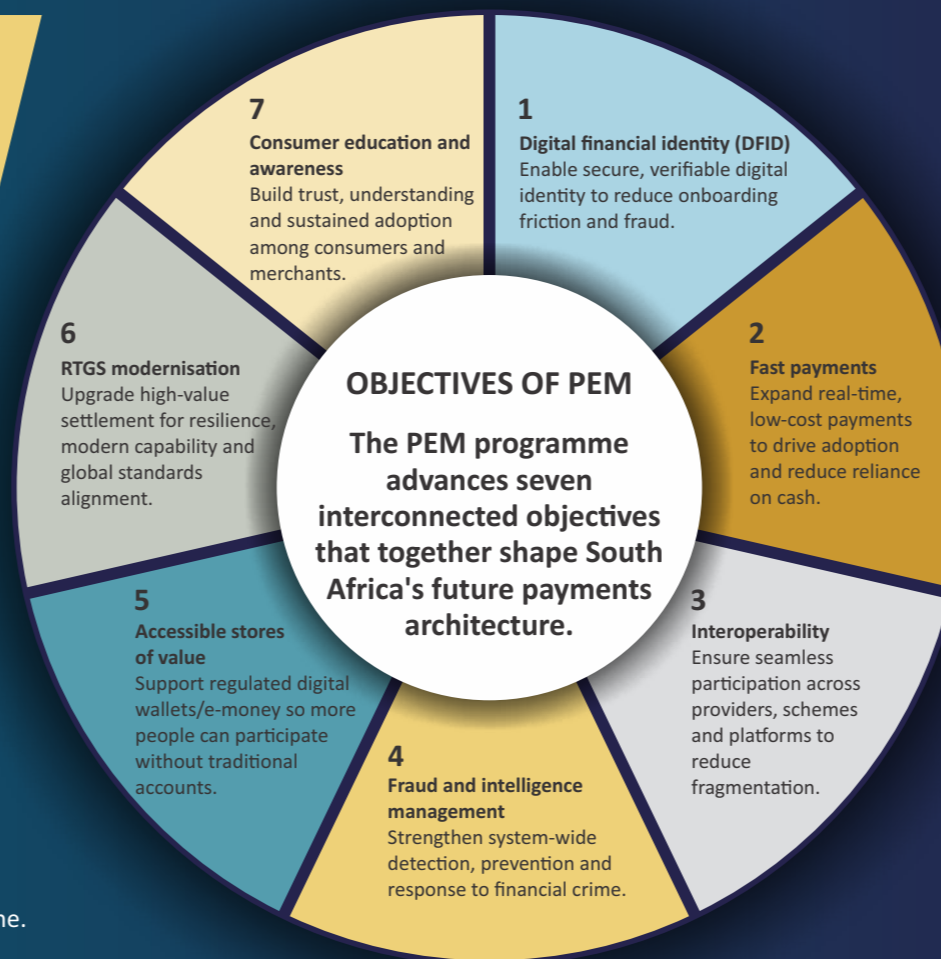 OBJECTIVES OF PEM
The PEM programme
advances seven
interconnected objectives
that together shape South
Africa's future payments
architecture.
1
Digital financial identity (DFID)
Enable secure, verifiable digital
identity to reduce onboarding
friction and fraud.
2
Fast payments
Expand real-time,
low-cost payments
to drive adoption
and reduce reliance
on cash.
3
Interoperability
Ensure seamless
participation across
providers, schemes
and platforms to
reduce
fragmentation.
4
Fraud and intelligence
management
Strengthen system-wide
detection, prevention and
response to financial crime.
5
Accessible stores
of value
Support regulated digital
wallets/e-money so more
people can participate
without traditional
accounts.
6
RTGS modernisation
Upgrade high-value
settlement for resilience,
modern capability and
global standards
alignment.
7
Consumer education and
awareness
Build trust, understanding
and sustained adoption
among consumers and
merchants.